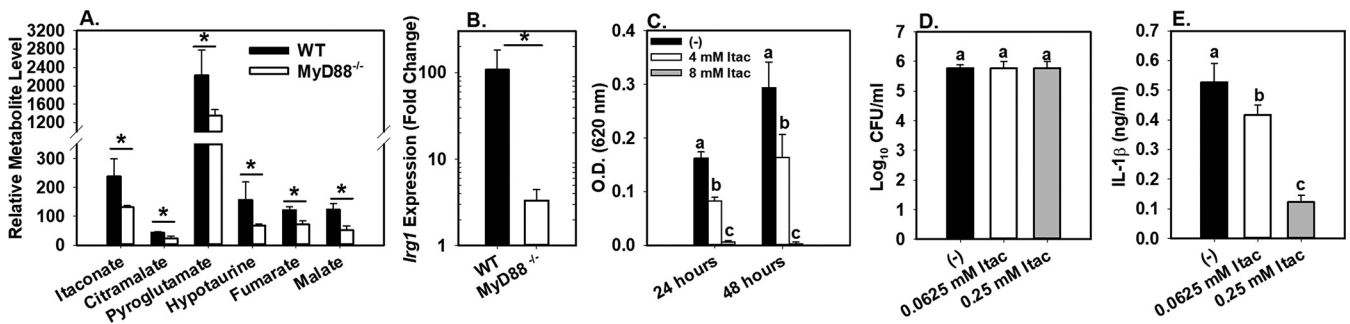 A.
Relative Metabolite Level
3200
2800
2400
2000
1600
1200
300
200
100
0
WT
MyD88-/-
*
*
*
*
*
*
Itaconate
Citramalate
Pyroglutamate
Hypotaurine
Fumarate
Malate
B.
Irg1 Expression (Fold Change)
100
10
1
*
WT
MyD88 -/-
C.
O.D. (620 nm)
0.4
0.3
0.2
0.1
0.0
(-)
4 mM Itac
8 mM Itac
a
b
c
a
b
c
24 hours
48 hours
D.
Log10 CFU/ml
7
6
5
4
3
2
1
0
a
a
a
(-)
0.0625 mM Itac
0.25 mM Itac
E.
IL-1β (ng/ml)
0.7
0.6
0.5
0.4
0.3
0.2
0.1
0.0
a
b
c
(-)
0.0625 mM Itac
0.25 mM Itac